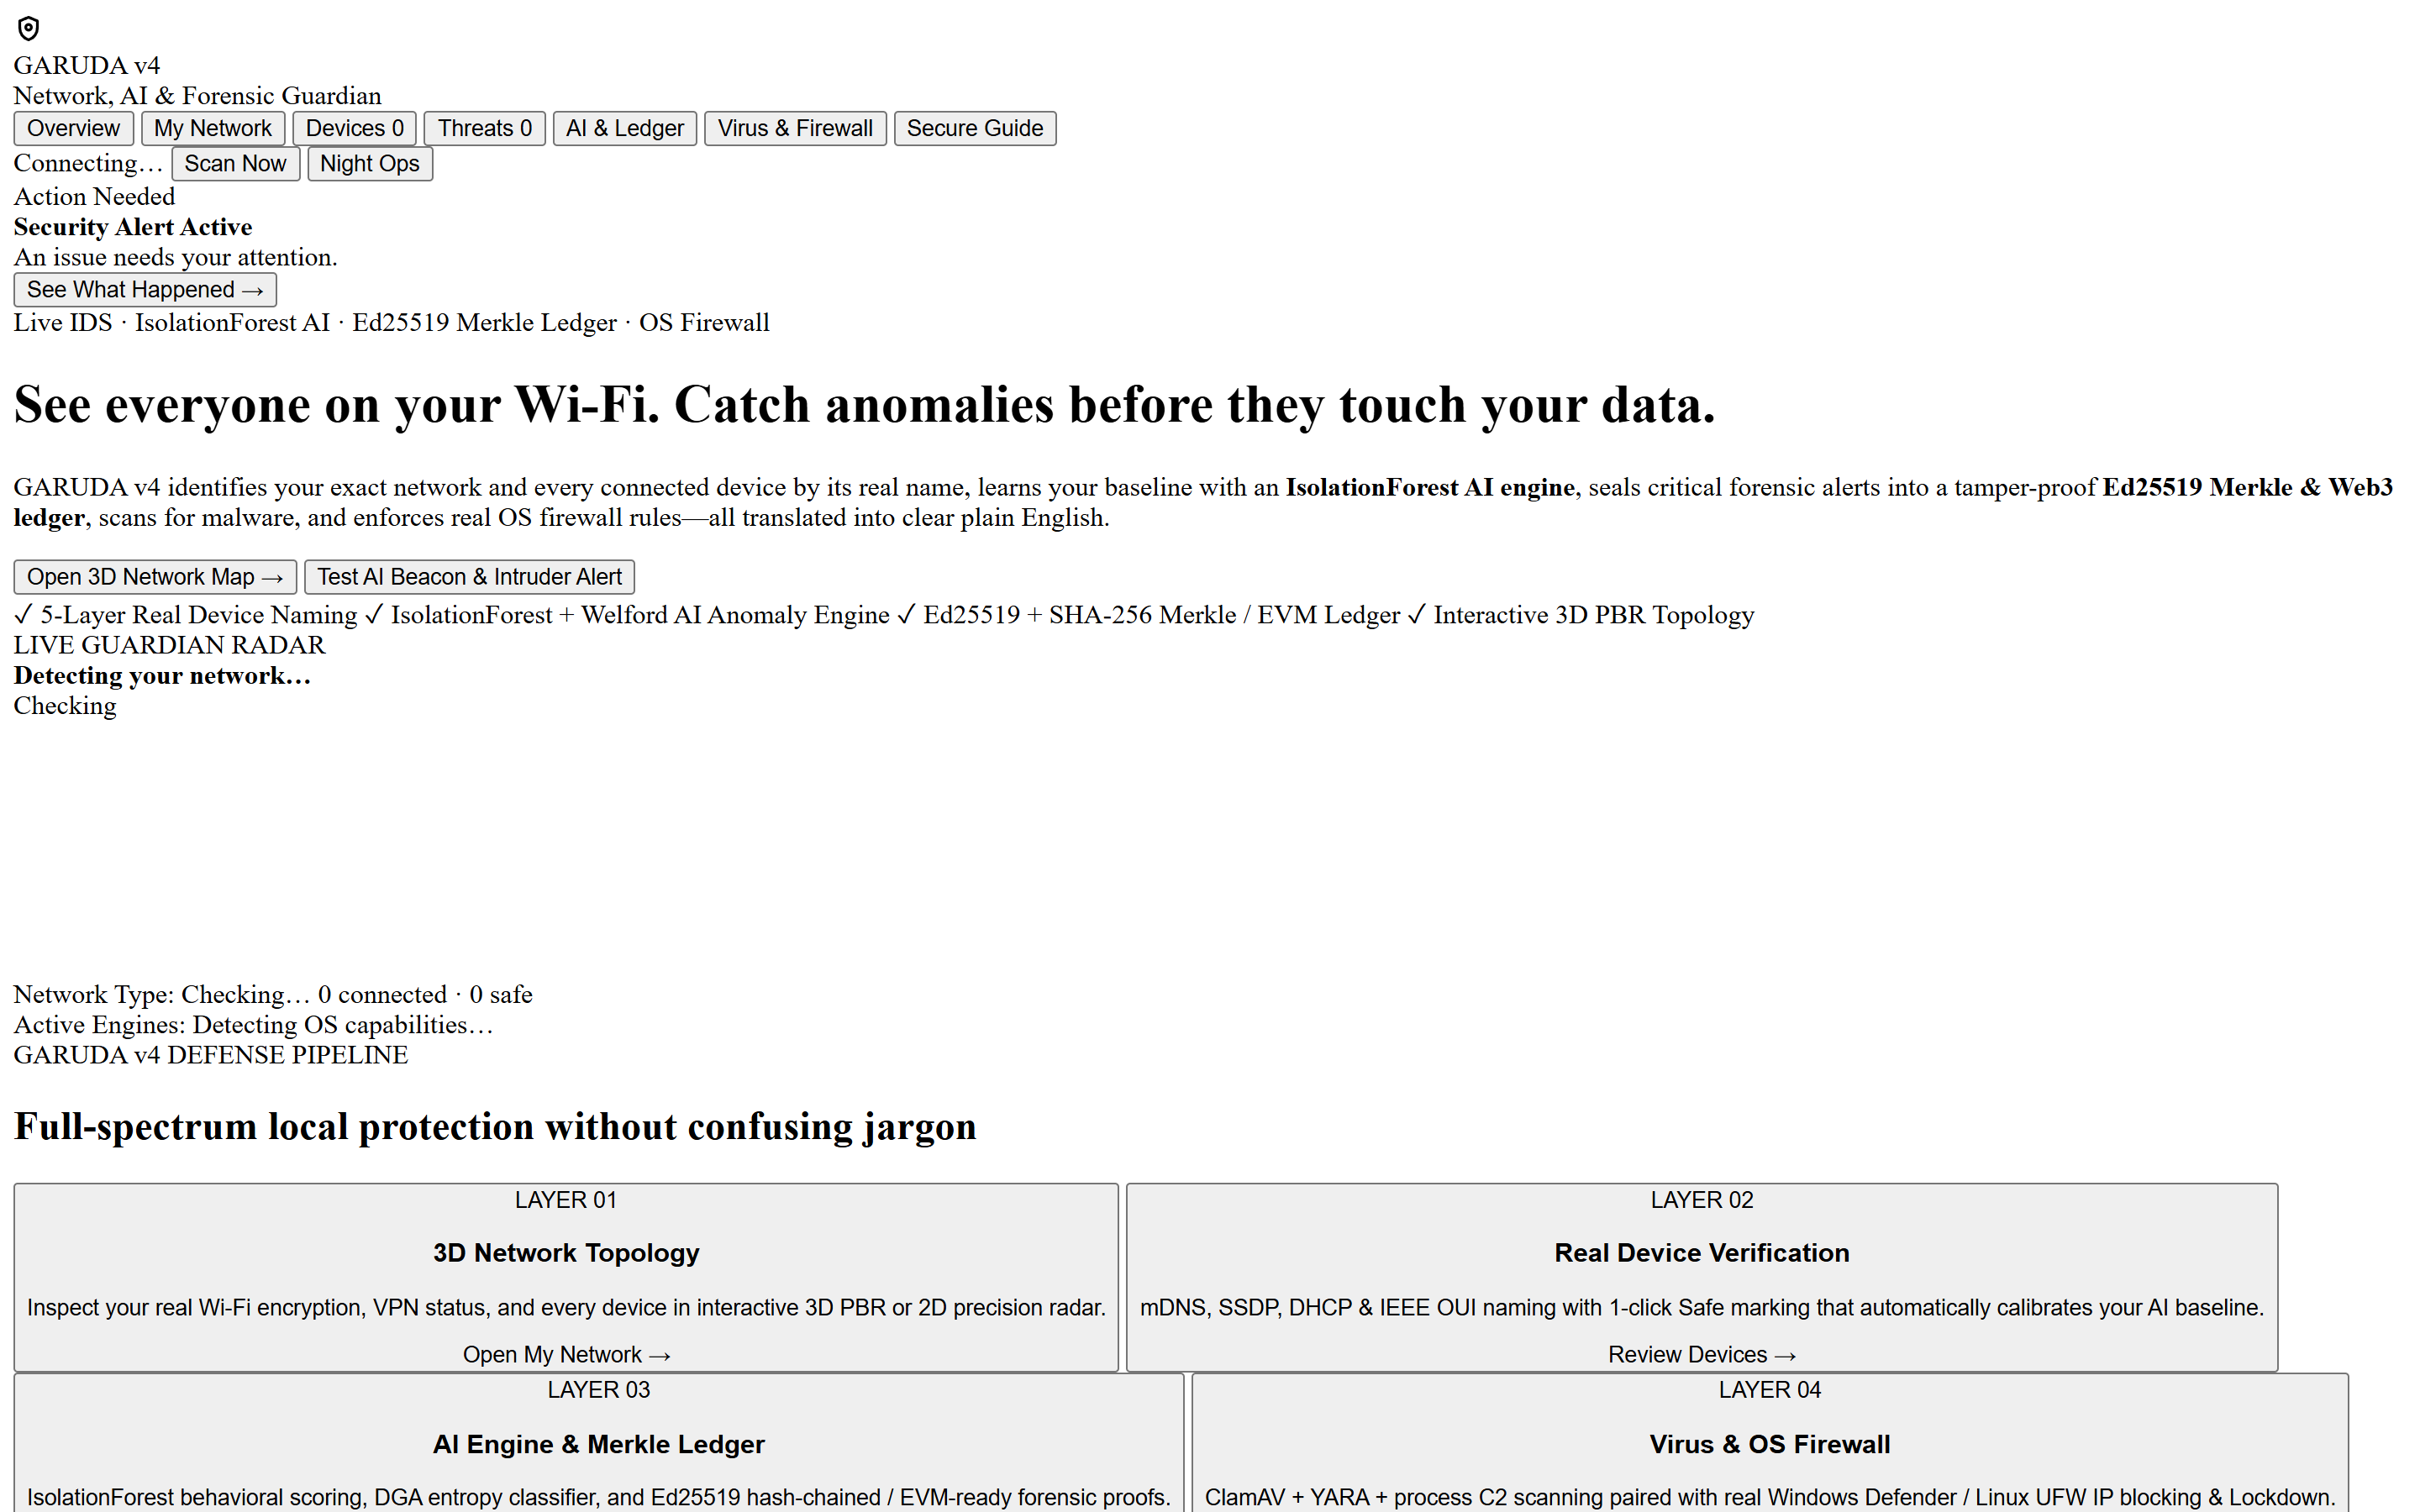 GARUDA v4
Network, AI & Forensic Guardian
Overview My Network Devices 0 Threats 0 AI & Ledger Virus & Firewall Secure Guide
Connecting… Scan Now Night Ops
Action Needed
Security Alert Active
An issue needs your attention.
See What Happened →
Live IDS · IsolationForest AI · Ed25519 Merkle Ledger · OS Firewall
See everyone on your Wi-Fi. Catch anomalies before they touch your data.
GARUDA v4 identifies your exact network and every connected device by its real name, learns your baseline with an IsolationForest AI engine, seals critical forensic alerts into a tamper-proof Ed25519 Merkle & Web3
ledger, scans for malware, and enforces real OS firewall rules—all translated into clear plain English.
Open 3D Network Map → Test AI Beacon & Intruder Alert
✓ 5-Layer Real Device Naming ✓ IsolationForest + Welford AI Anomaly Engine ✓ Ed25519 + SHA-256 Merkle / EVM Ledger ✓ Interactive 3D PBR Topology
LIVE GUARDIAN RADAR
Detecting your network…
Checking
Network Type: Checking… 0 connected · 0 safe
Active Engines: Detecting OS capabilities…
GARUDA v4 DEFENSE PIPELINE
Full-spectrum local protection without confusing jargon
LAYER 01
3D Network Topology
Inspect your real Wi-Fi encryption, VPN status, and every device in interactive 3D PBR or 2D precision radar.
Open My Network →
LAYER 02
Real Device Verification
mDNS, SSDP, DHCP & IEEE OUI naming with 1-click Safe marking that automatically calibrates your AI baseline.
Review Devices →
LAYER 03
AI Engine & Merkle Ledger
IsolationForest behavioral scoring, DGA entropy classifier, and Ed25519 hash-chained / EVM-ready forensic proofs.
LAYER 04
Virus & OS Firewall
ClamAV + YARA + process C2 scanning paired with real Windows Defender / Linux UFW IP blocking & Lockdown.